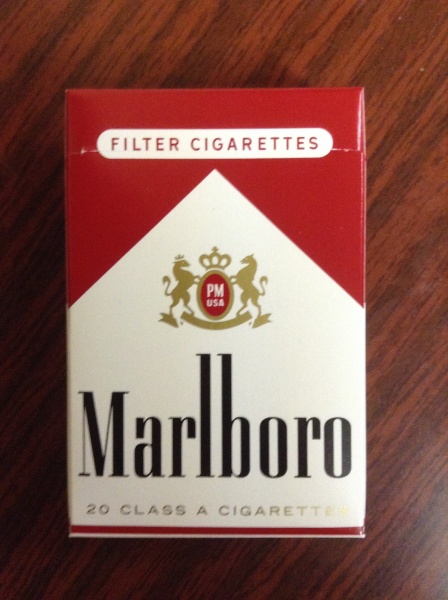 FILTER CIGARETTES
PM
USA
Marlboro
20 CLASS A CIGARETTES